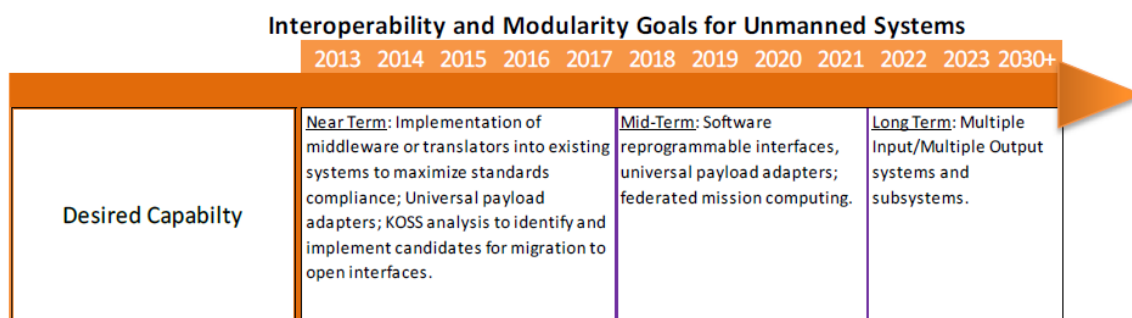 Interoperability and Modularity Goals for Unmanned Systems
2013 2014 2015 2016 2017 2018 2019 2020 2021 2022 2023 2030+
Desired Capabilty
Near Term: Implementation of
middleware or translators into existing
systems to maximize standards
compliance; Universal payload
adapters; KOSS analysis to identify and
implement candidates for migration to
open interfaces.
Mid-Term: Software
reprogrammable interfaces,
universal payload adapters;
federated mission computing.
Long Term: Multiple
Input/Multiple Output
systems and
subsystems.